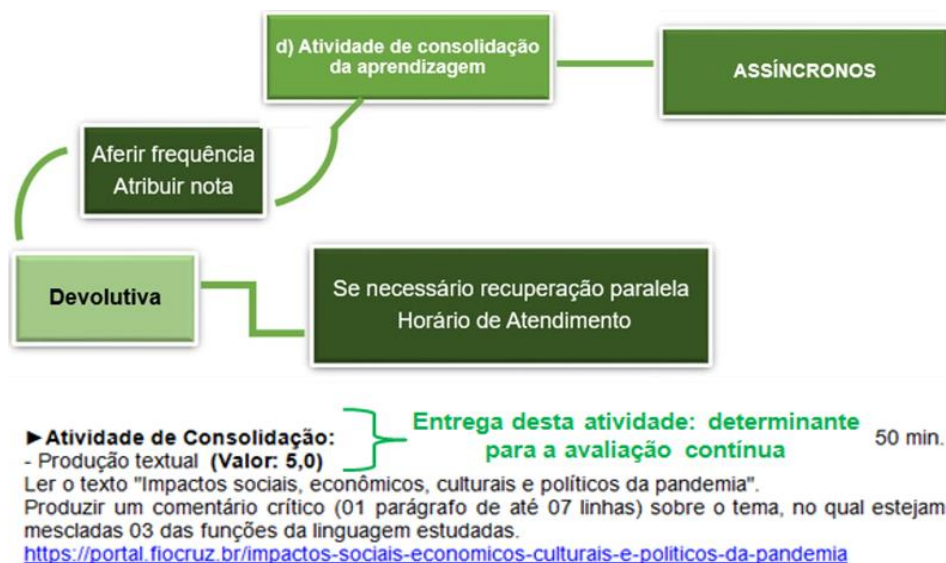 d) Atividade de consolidação
da aprendizagem
ASSÍNCRONOS
Aferir frequência
Atribuir nota
Devolutiva
Se necessário recuperação paralela
Horário de Atendimento
►Atividade de Consolidação:
- Produção textual (Valor: 5,0)
Entrega desta atividade: determinante
para a avaliação contínua
50 min.
Ler o texto "Impactos sociais, econômicos, culturais e políticos da pandemia".
Produzir um comentário crítico (01 parágrafo de até 07 linhas) sobre o tema, no qual estejam
mescladas 03 das funções da linguagem estudadas.
https://portal.fiocruz.br/impactos-sociais-economicos-culturais-e-politicos-da-pandemia